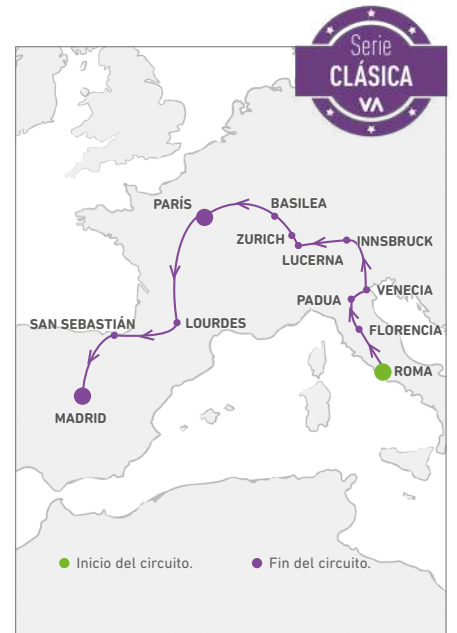 Serie
CLÁSICA
VA
PARÍS
BASILEA
ZURICH
INNSBRUCK
LUCERNA
VENECIA
PADUA
SAN SEBASTIÁN
LOURDES
FLORENCIA
ROMA
MADRID
Inicio del circuito.
Fin del circuito.